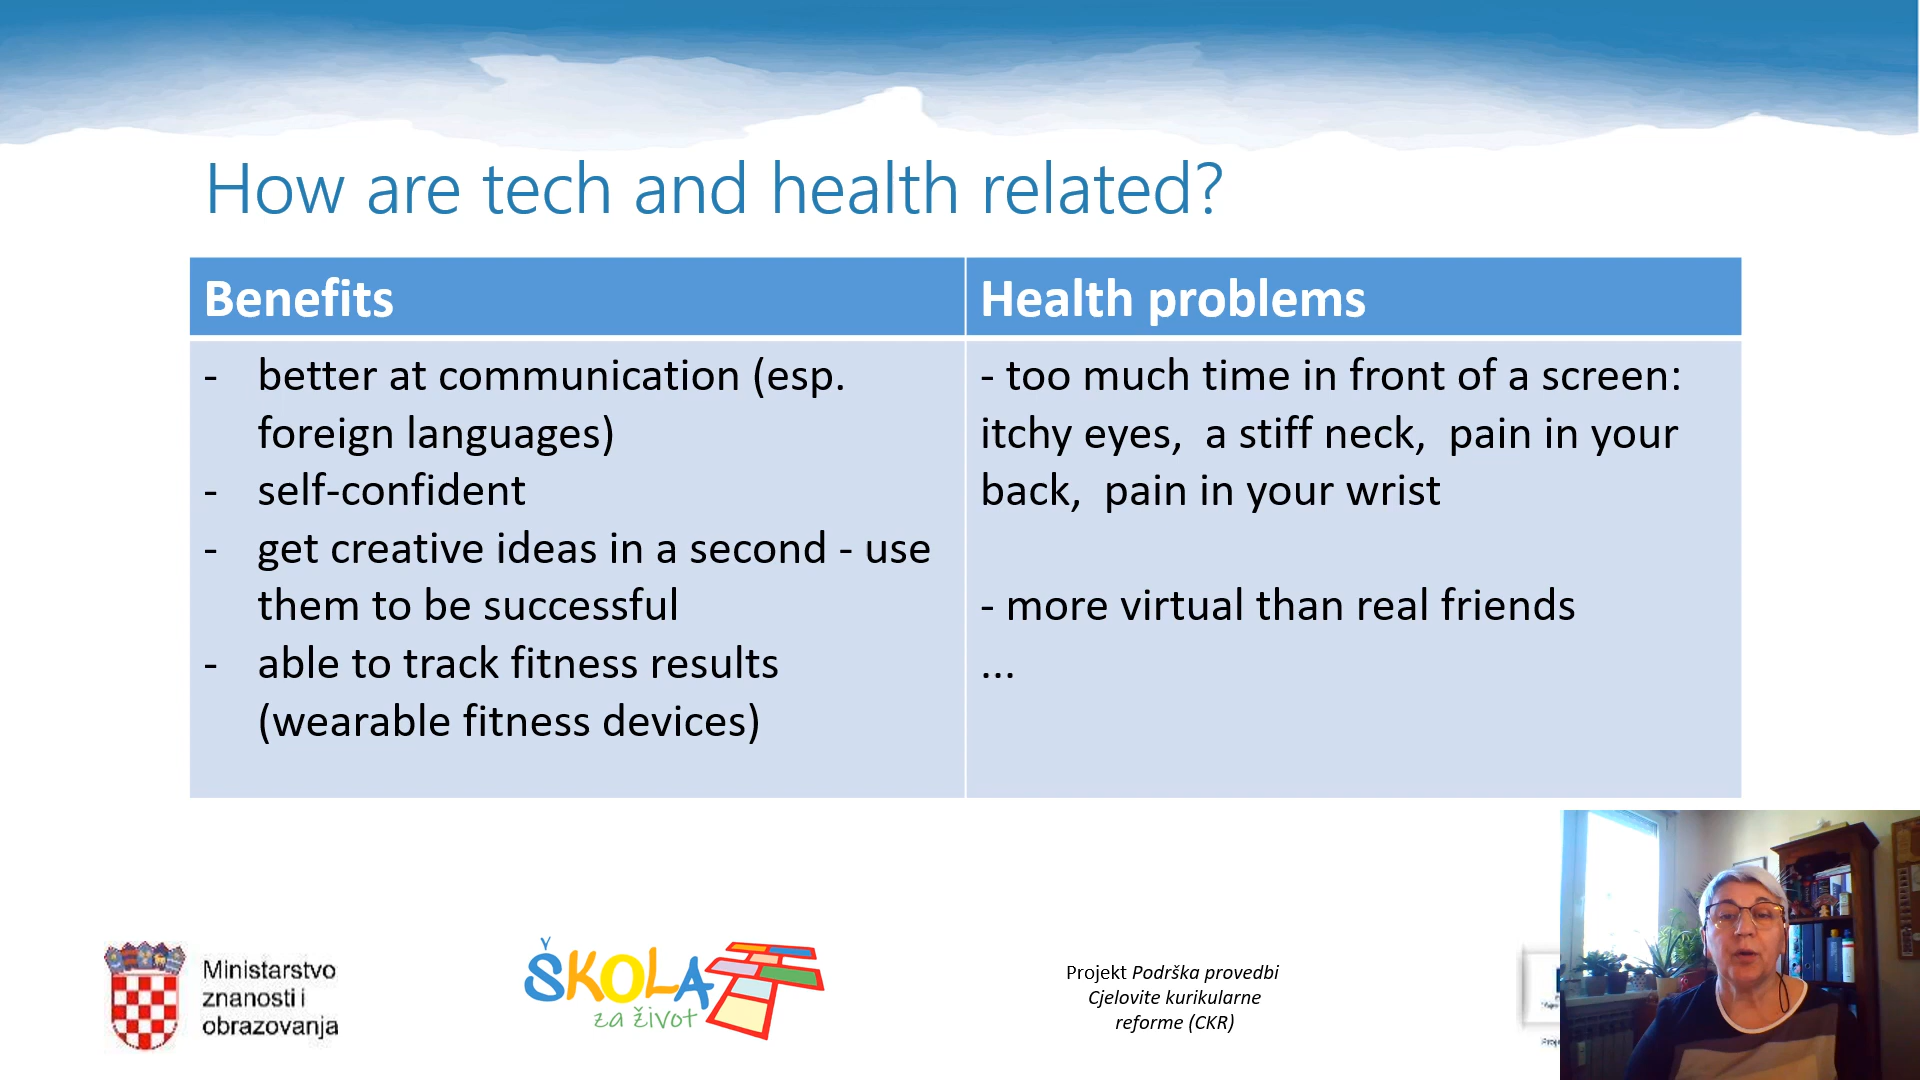 How are tech and health related?
Benefits
- better at communication (esp.
foreign languages)
- self-confident
- get creative ideas in a second - use
them to be successful
- able to track fitness results
(wearable fitness devices)
Health problems
- too much time in front of a screen:
itchy eyes,  a stiff neck,  pain in your
back,  pain in your wrist
- more virtual than real friends
...
Ministarstvo
znanosti i
obrazovanja
ŠKOLA
za život
Projekt Podrška provedbi
Cjelovite kurikularne
reforme (CKR)